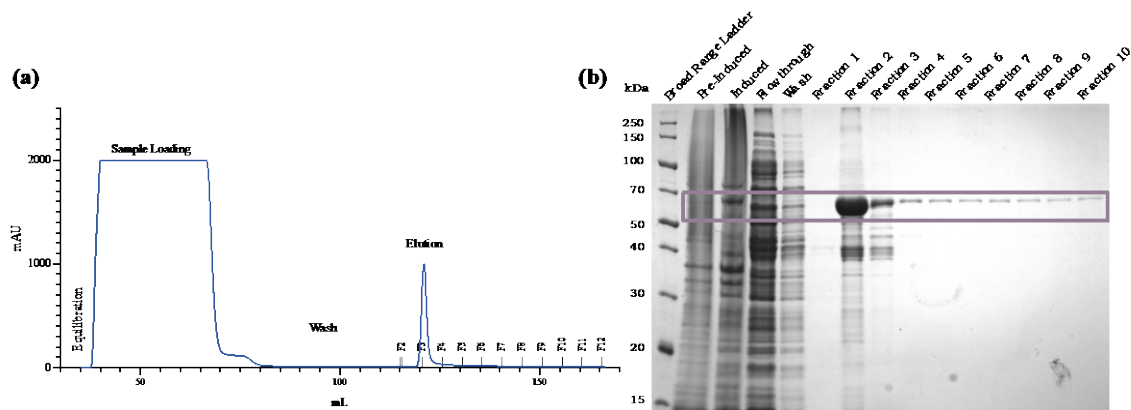 (a)
2000
1000
0
mAU
Equilibration
Sample Loading
Wash
Elution
F2
F3
F4
F5
F6
F7
F8
F9
F10
F11
F12
50
100
150
mL
(b)
kDa
Broad Range Ladder
Pre-Induced
Induced
Flowthrough
Wash
Fraction 1
Fraction 2
Fraction 3
Fraction 4
Fraction 5
Fraction 6
Fraction 7
Fraction 8
Fraction 9
Fraction 10
250
150
100
70
60
50
40
30
20
15